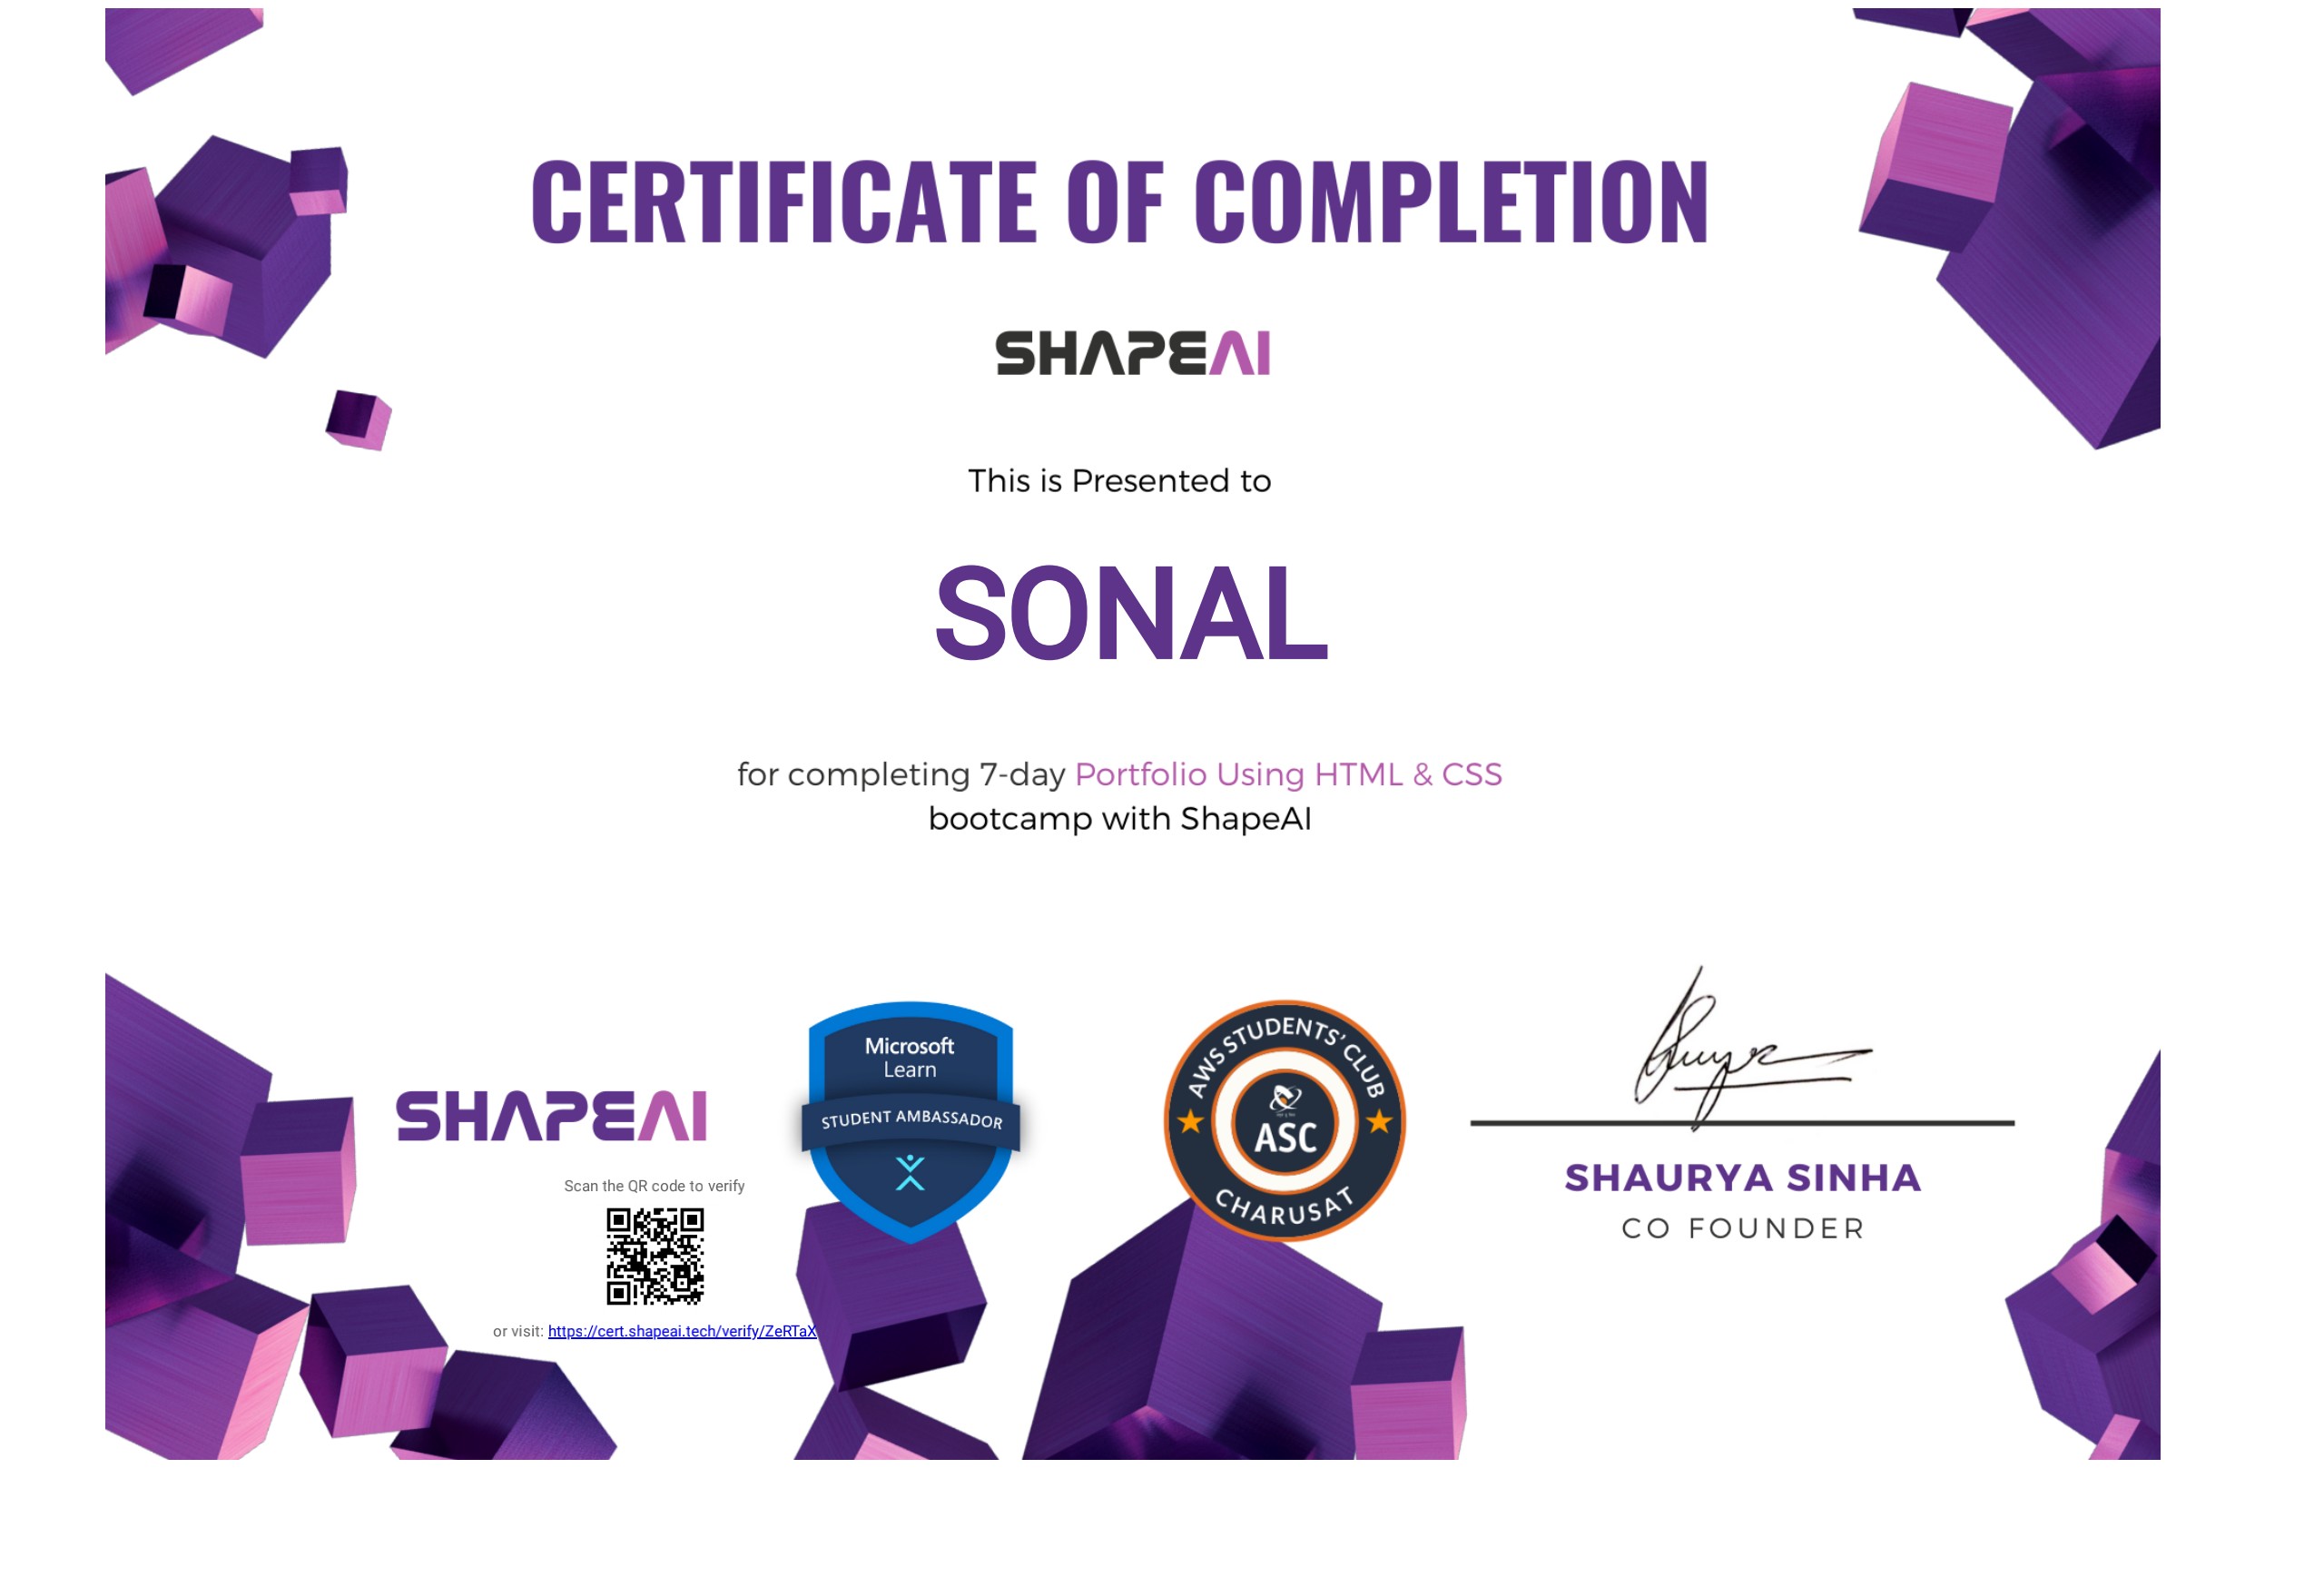 CERTIFICATE OF COMPLETION
SHAPEAI
This is Presented to
SONAL
for completing 7-day Portfolio Using HTML & CSS
bootcamp with ShapeAI
SHAPEAI
Scan the QR code to verify
or visit: https://cert.shapeai.tech/verify/ZeRTaX
Microsoft
Learn
STUDENT AMBASSADOR
AWS STUDENTS' CLUB
ASC
CHARUSAT
SHAURYA SINHA
CO FOUNDER